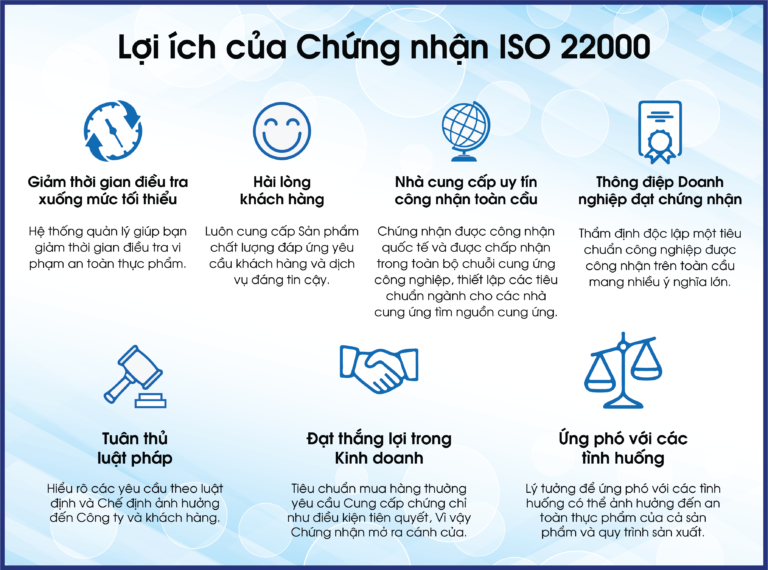 Lợi ích của Chứng nhận ISO 22000
Giảm thời gian điều tra
xuống mức tối thiểu
Hệ thống quản lý giúp bạn
giảm thời gian điều tra vi
phạm an toàn thực phẩm.
Hài lòng
khách hàng
Luôn cung cấp Sản phẩm
chất lượng đáp ứng yêu
cầu khách hàng và dịch
vụ đáng tin cậy.
Nhà cung cấp uy tín
công nhận toàn cầu
Chứng nhận được công nhận
quốc tế và được chấp nhận
trong toàn bộ chuỗi cung ứng
công nghiệp, thiết lập các tiêu
chuẩn ngành cho các nhà
cung ứng tìm nguồn cung ứng.
Thông điệp Doanh
nghiệp đạt chứng nhận
Thẩm định độc lập một tiêu
chuẩn công nghiệp được
công nhận trên toàn cầu
mang nhiều ý nghĩa lớn.
Tuân thủ
luật pháp
Hiểu rõ các yêu cầu theo luật
định và Chế định ảnh hưởng
đến Công ty và khách hàng.
Đạt thắng lợi trong
Kinh doanh
Tiêu chuẩn mua hàng thường
yêu cầu Cung cấp chứng chỉ
như điều kiện tiên quyết, Vì vậy
Chứng nhận mở ra cánh cửa.
Ứng phó với các
tình huống
Lý tưởng để ứng phó với các tình
huống có thể ảnh hưởng đến an
toàn thực phẩm của cả sản
phẩm và quy trình sản xuất.